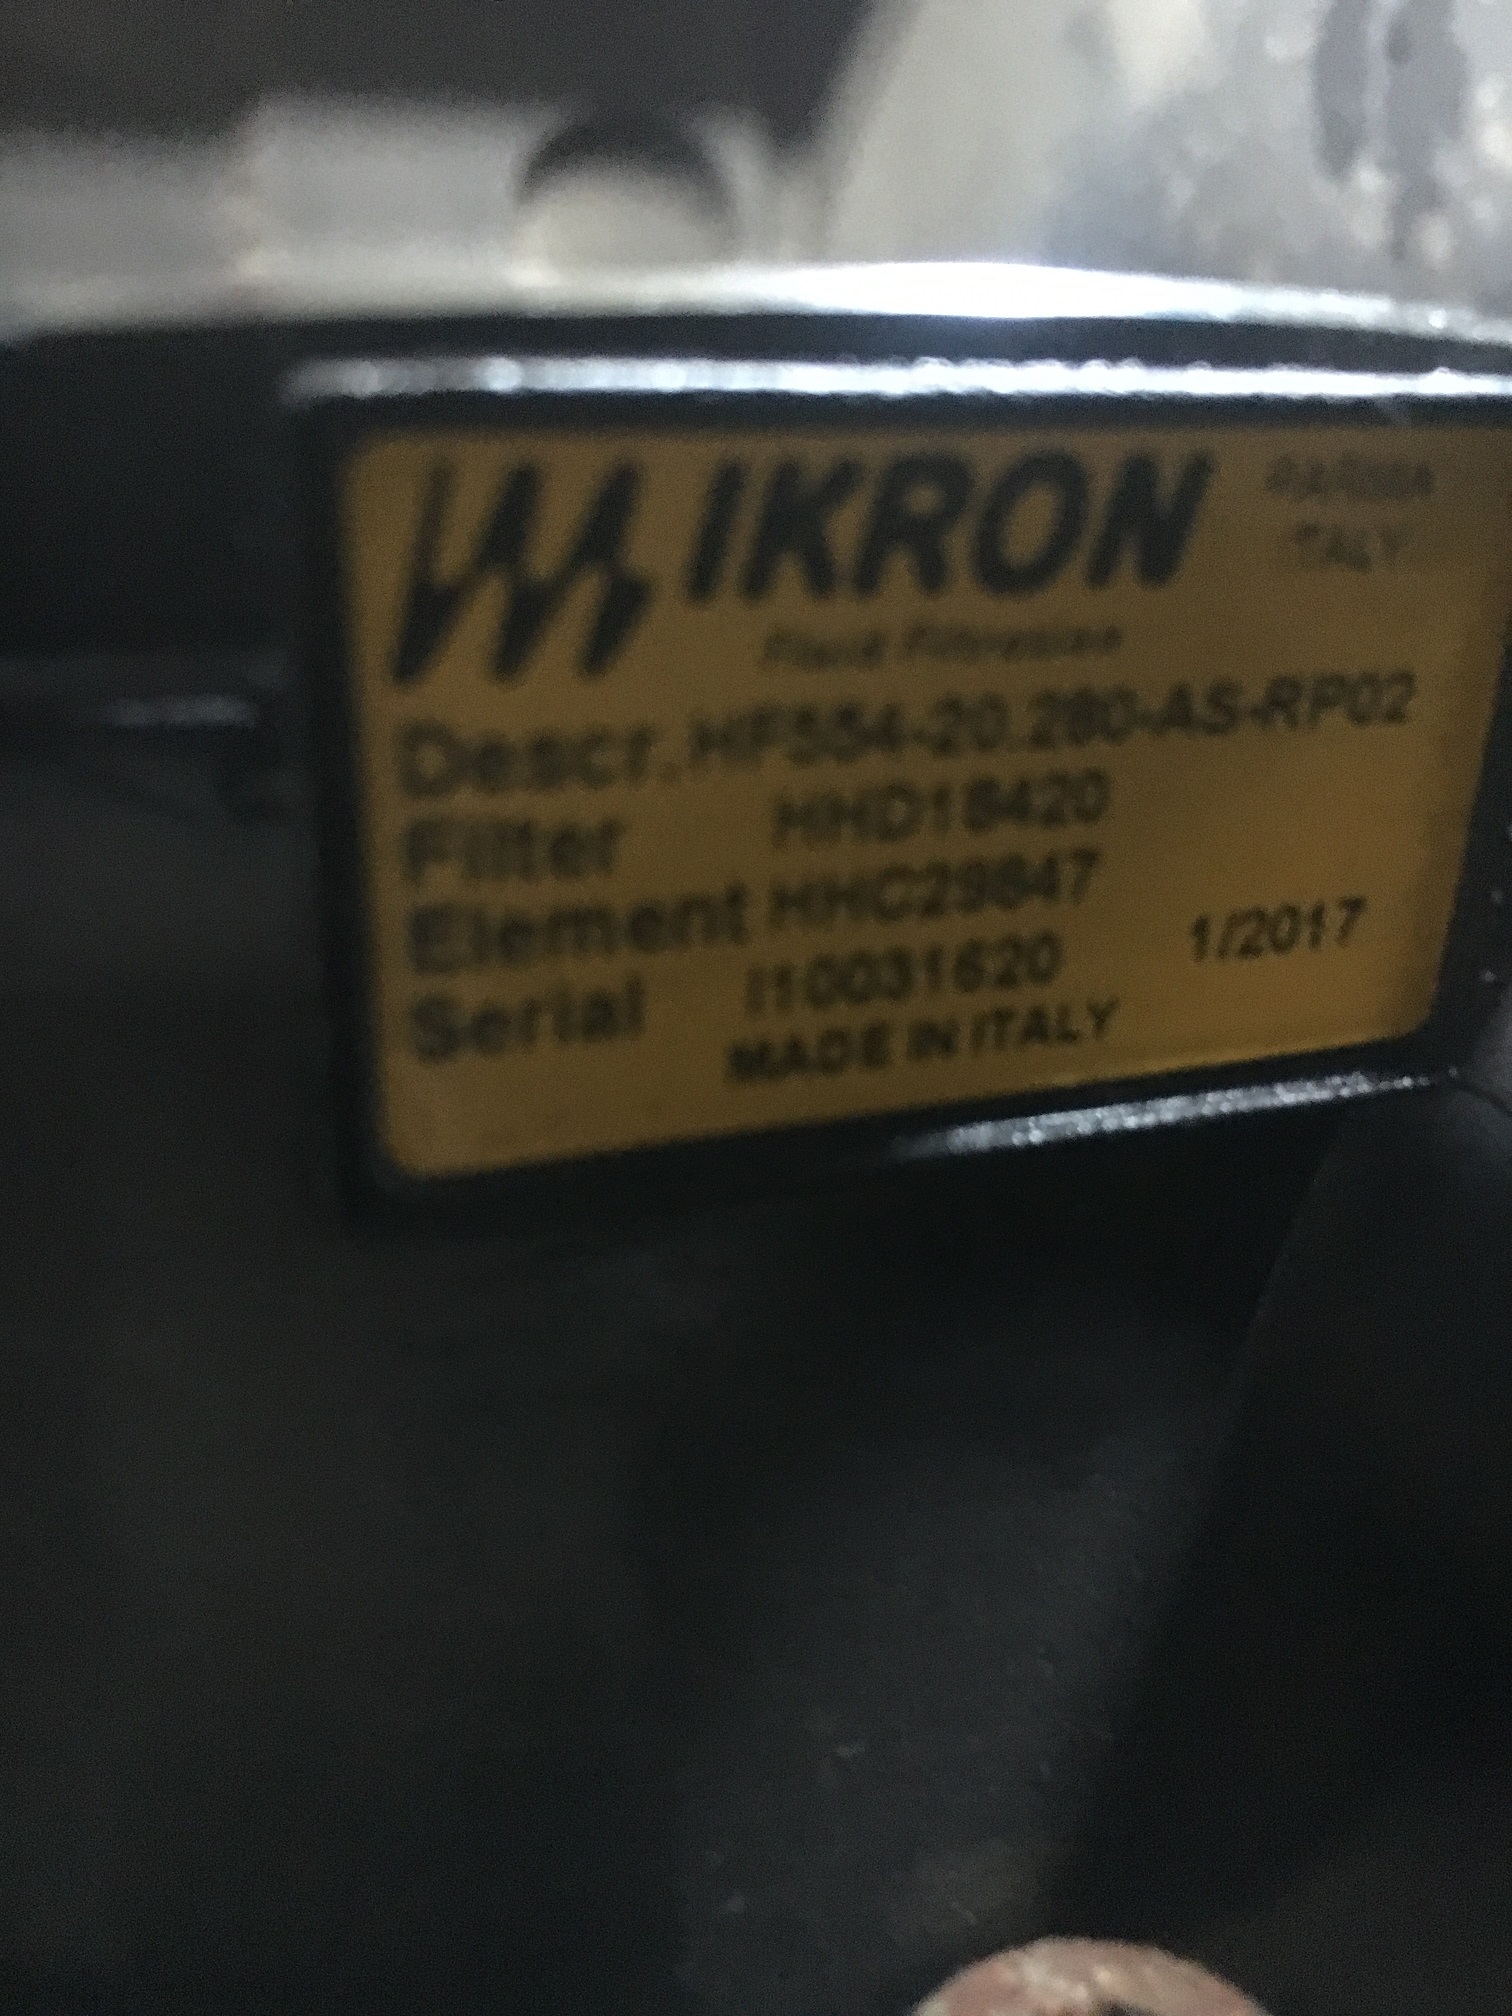 IKRON
PARMA
ITALY
Fluid Filtration
Descr. HF554-20.280-AS-RP02
Filter HHD18420
Element HHC29847
Serial I10031620 1/2017
MADE IN ITALY